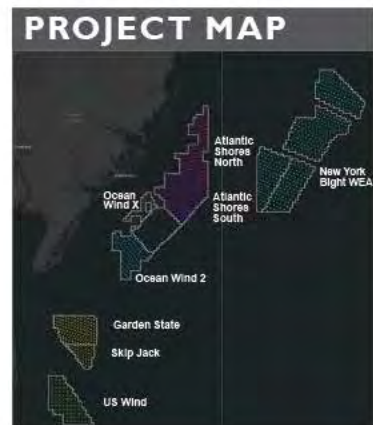 PROJECT MAP
Atlantic
Shores
North
New York
Bight WEA
Ocean
Wind X
Atlantic
Shores
South
Ocean Wind 2
Garden State
Skip Jack
US Wind